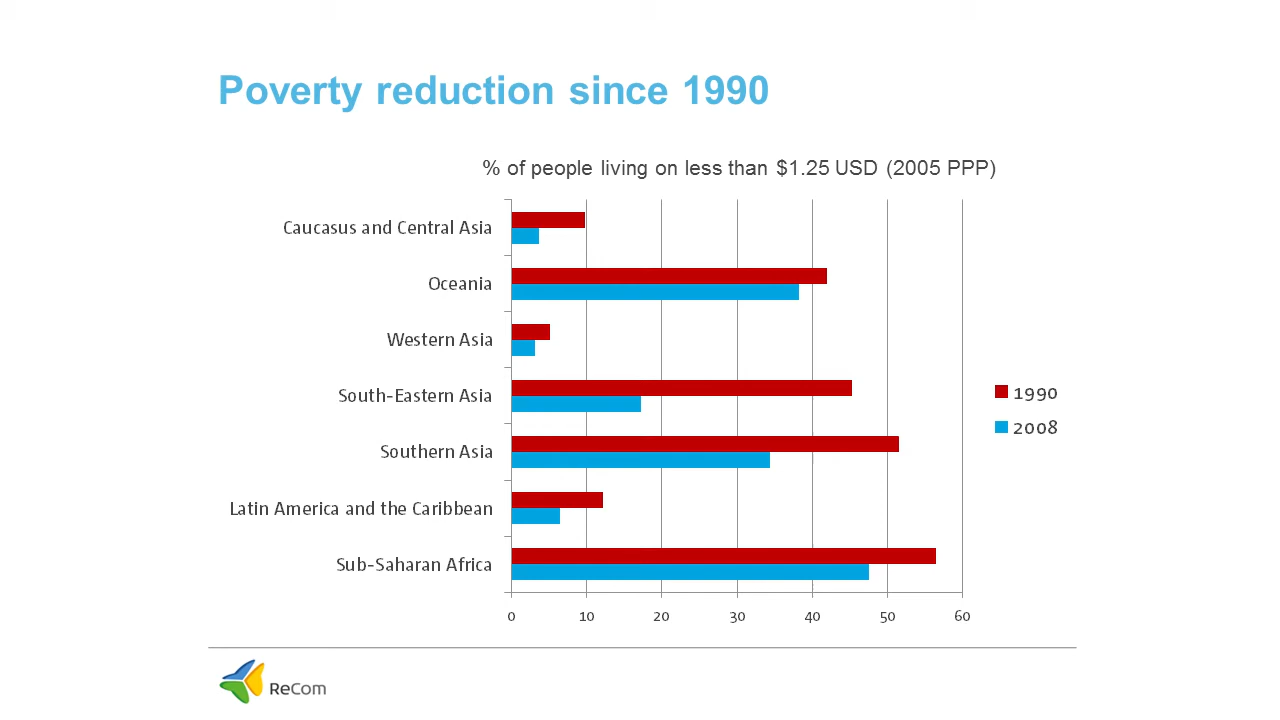 Poverty reduction since 1990
% of people living on less than $1.25 USD (2005 PPP)
Caucasus and Central Asia
Oceania
Western Asia
South-Eastern Asia
Southern Asia
Latin America and the Caribbean
Sub-Saharan Africa
0 10 20 30 40 50 60
1990
2008
ReCom